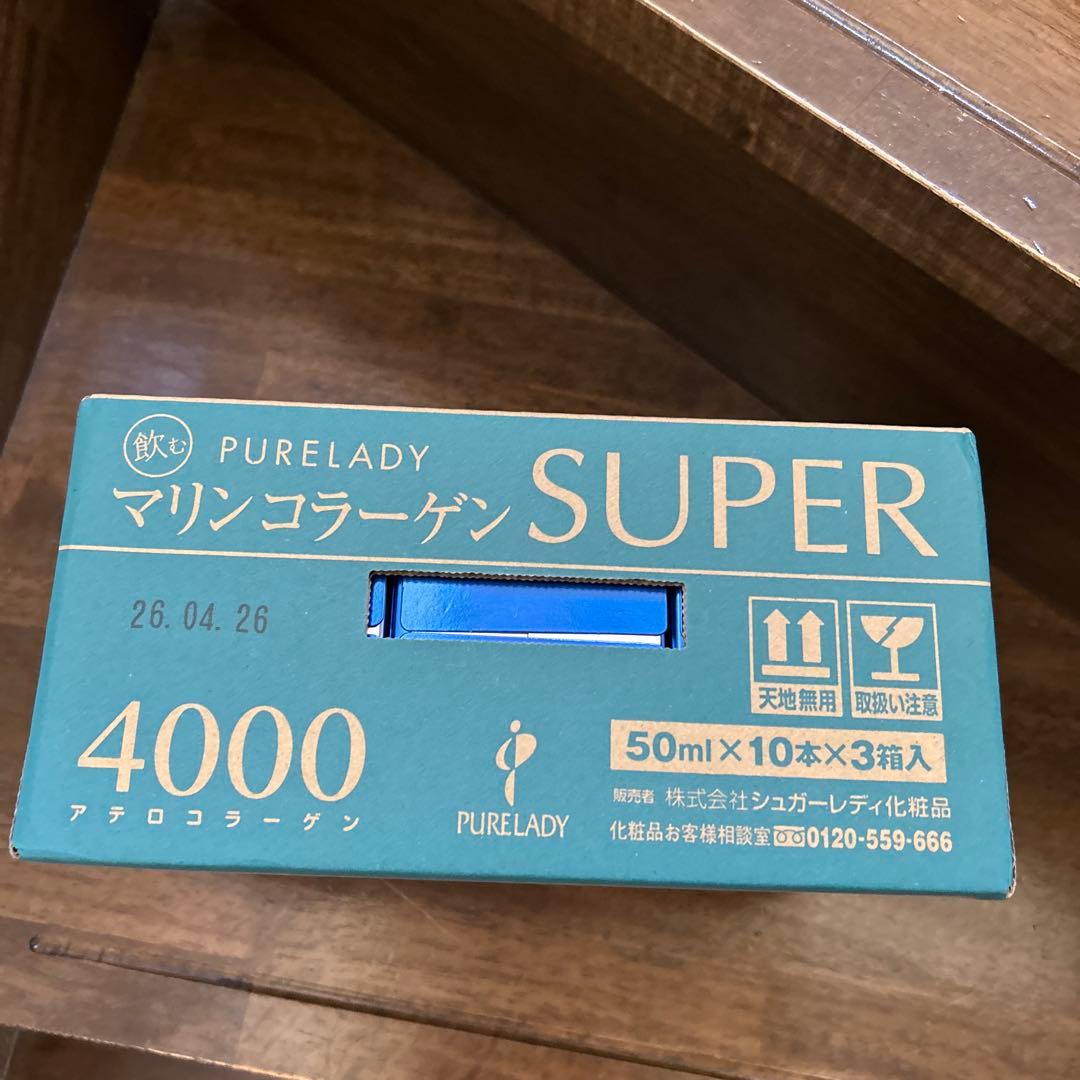 飲む PURELADY
マリンコラーゲン SUPER
26.04.26
天地無用 取扱い注意
4000
アテロコラーゲン
PURELADY
50ml×10本×3箱入
販売者 株式会社シュガーレディ化粧品
化粧品お客様相談室 0120-559-666